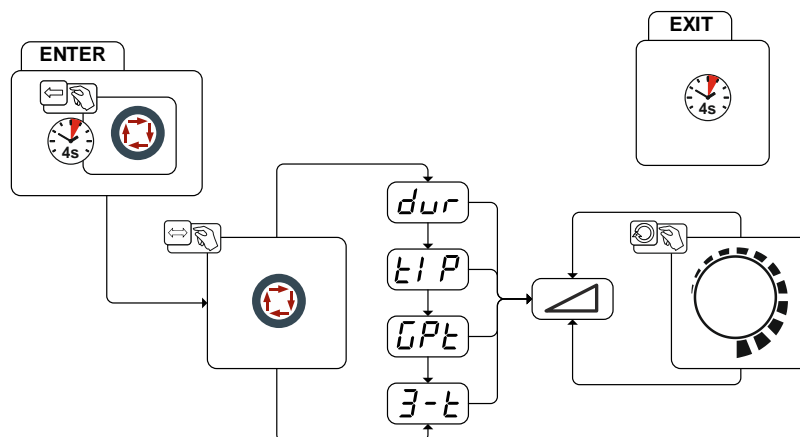 ENTER
4s
EXIT
4s
dur
tIP
GPt
3-t